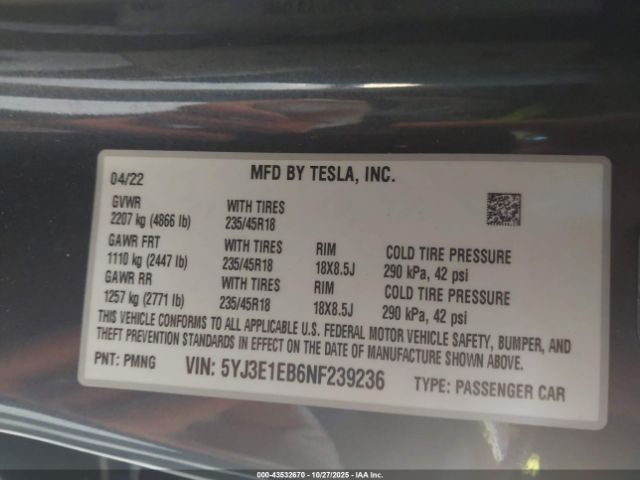 04/22 MFD BY TESLA, INC.
GVWR WITH TIRES
2207 kg (4866 lb) 235/45R18
GAWR FRT WITH TIRES RIM COLD TIRE PRESSURE
1110 kg (2447 lb) 235/45R18 18X8.5J 290 kPa, 42 psi
GAWR RR WITH TIRES RIM COLD TIRE PRESSURE
1257 kg (2771 lb) 235/45R18 18X8.5J 290 kPa, 42 psi
THIS VEHICLE CONFORMS TO ALL APPLICABLE U.S. FEDERAL MOTOR VEHICLE SAFETY, BUMPER, AND
THEFT PREVENTION STANDARDS IN EFFECT ON THE DATE OF MANUFACTURE SHOWN ABOVE.
PNT: PMNG VIN: 5YJ3E1EB6NF239236 TYPE: PASSENGER CAR
000-43532670 - 10/27/2025 - IAAI.COM